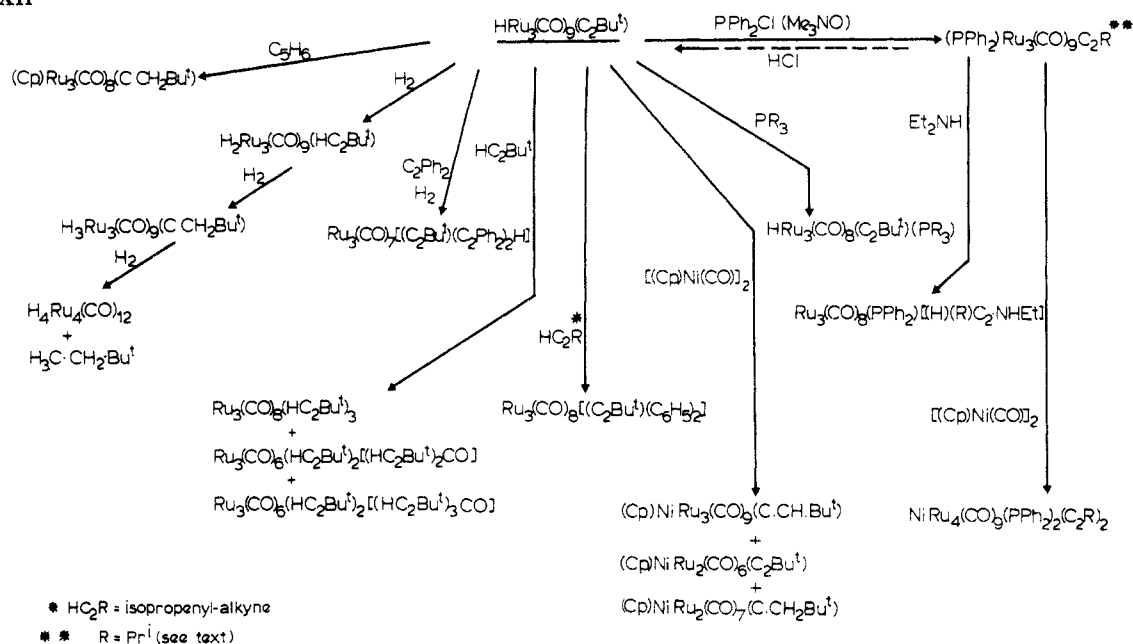 XII
HRu₃(CO)₉(C₂Buᵗ)
PPh₂Cl (Me₃NO)
HCl
(PPh₂)Ru₃(CO)₉C₂R **
C₅H₆
(Cp)Ru₃(CO)₈(C CH₂Buᵗ)
H₂
H₂Ru₃(CO)₉(HC₂Buᵗ)
H₂
H₃Ru₃(CO)₉(C CH₂Buᵗ)
H₂
H₄Ru₄(CO)₁₂
+
H₃C·CH₂·Buᵗ
C₂Ph₂
H₂
Ru₃(CO)₇[(C₂Buᵗ)(C₂Ph₂)₂H]
HC₂Buᵗ
PR₃
HRu₃(CO)₈(C₂Buᵗ)(PR₃)
Et₂NH
Ru₃(CO)₈(PPh₂)[(H)(R)C₂·NHEt]
[(Cp)Ni(CO)]₂
HC₂R*
Ru₃(CO)₈(HC₂Buᵗ)₃
+
Ru₃(CO)₆(HC₂Buᵗ)₂[(HC₂Buᵗ)₂CO]
+
Ru₃(CO)₆(HC₂Buᵗ)₂[(HC₂Buᵗ)₃CO]
Ru₃(CO)₈[(C₂Buᵗ)(C₆H₅)₂]
[(Cp)Ni(CO)]₂
(Cp)NiRu₃(CO)₉(C.CH.Buᵗ)
+
(Cp)NiRu₂(CO)₆(C₂Buᵗ)
+
(Cp)NiRu₂(CO)₇(C.CH₂Buᵗ)
NiRu₄(CO)₉(PPh₂)₂(C₂R)₂
* HC₂R = isopropenyl-alkyne
** R = Prⁱ (see text)